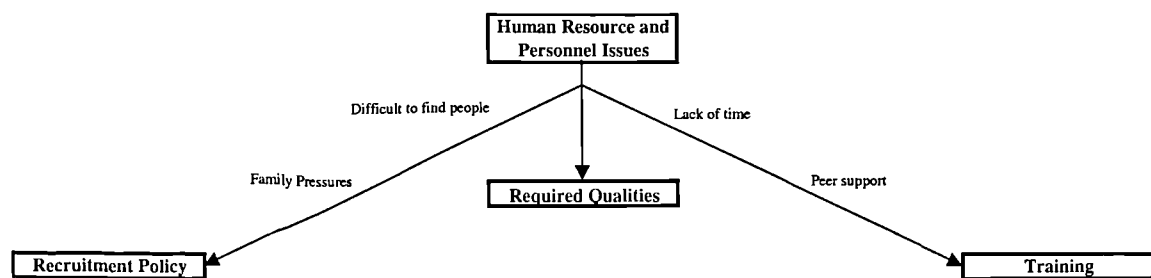 Human Resource and
Personnel Issues
Difficult to find people
Lack of time
Family Pressures
Peer support
Required Qualities
Recruitment Policy
Training